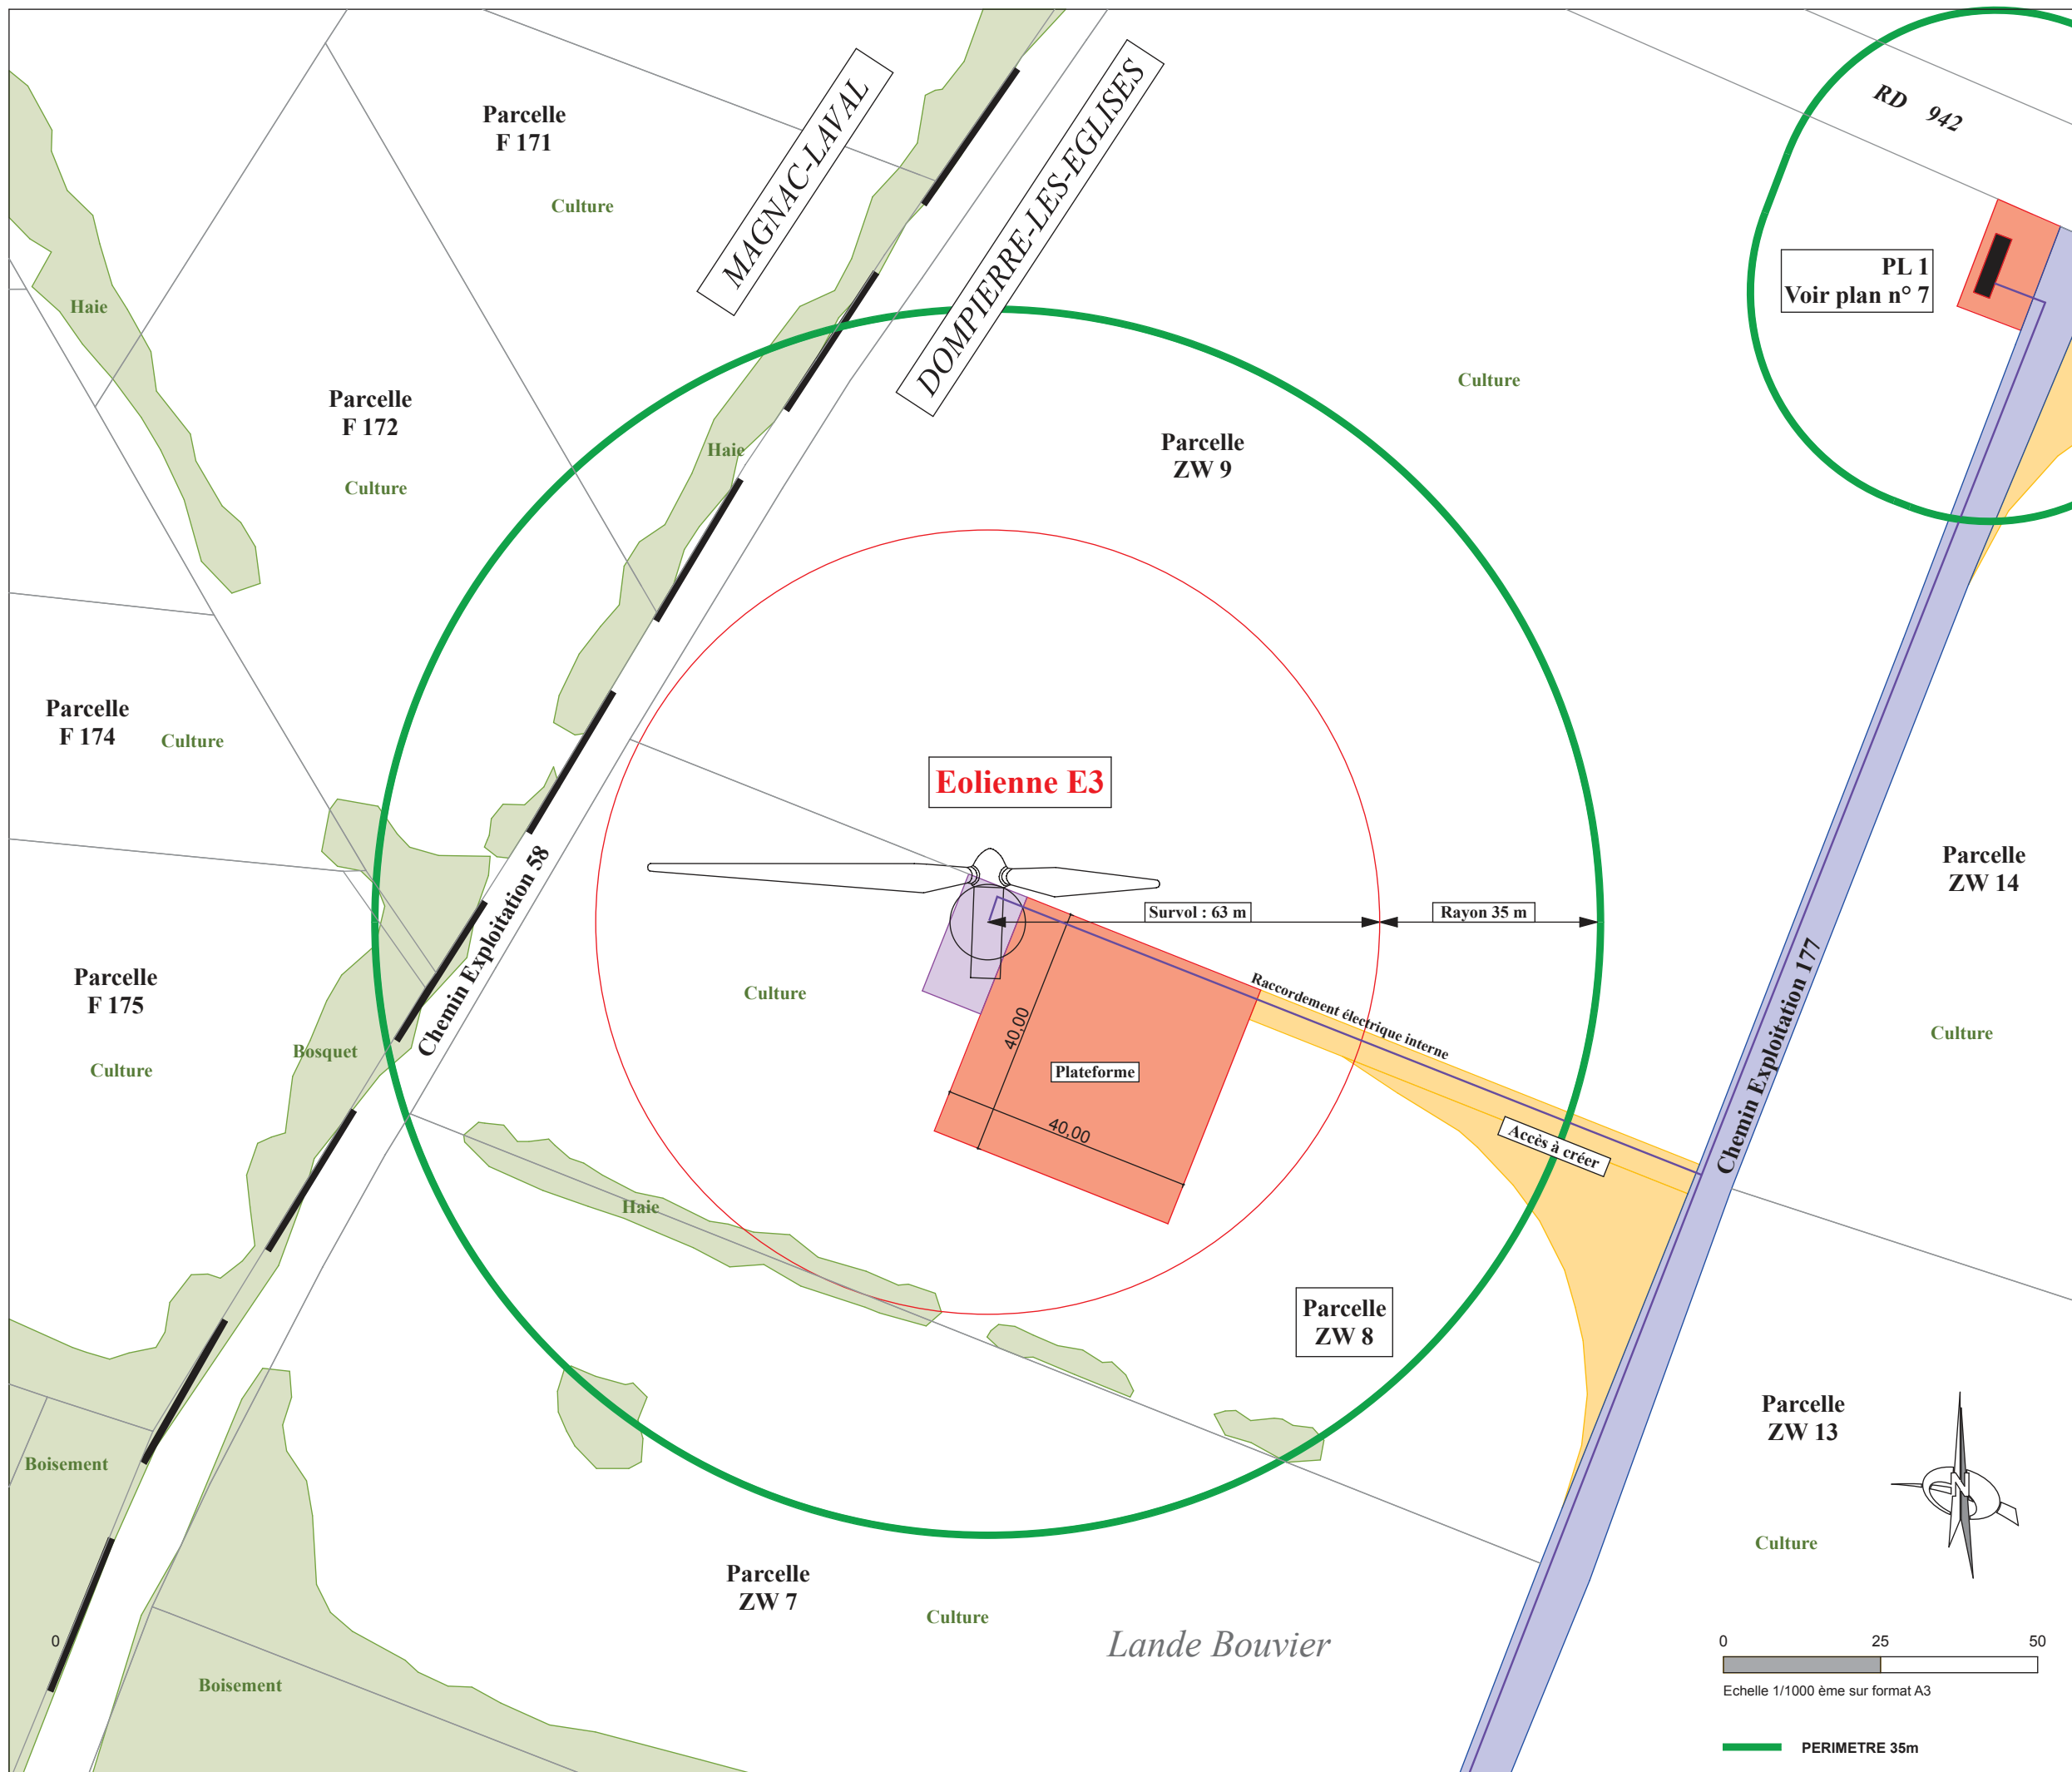 MAGNAC-LAVAL
DOMPIERRE-LES-EGLISES
RD 942
Parcelle
F 171
Culture
PL 1
Voir plan n° 7
Haie
Parcelle
F 172
Culture
Haie
Culture
Parcelle
ZW 9
Parcelle
F 174
Culture
Eolienne E3
Parcelle
ZW 14
Culture
Survol : 63 m
Rayon 35 m
Chemin Exploitation 58
Parcelle
F 175
Culture
Bosquet
Culture
Raccordement électrique interne
40,00
Plateforme
40,00
Accès à créer
Chemin Exploitation 177
Haie
Parcelle
ZW 8
Parcelle
ZW 13
N
Culture
Boisement
Parcelle
ZW 7
Culture
Lande Bouvier
0
Boisement
0 25 50
Echelle 1/1000 ème sur format A3
PERIMETRE 35m